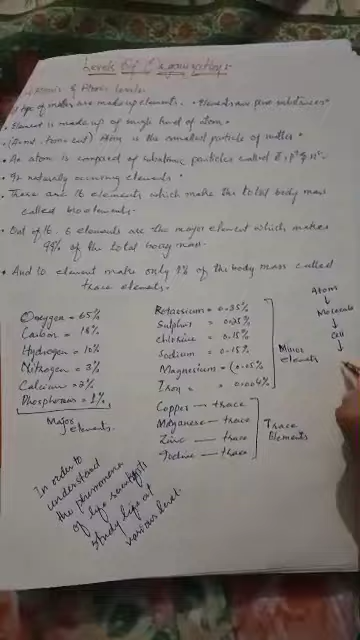 Levels Of Organization:-
Atomic & Atomic Level
type of matter are made up elements. • Elements are pure substances
• Element is made up of single kind of atom.
• (Atoms: tomos cut) Atom is the smallest particle of matter
• An atom is composed of subatomic particles called e⁻, p⁺ & n°.
• 92 naturally occuring elements.
• There are 16 elements which make the total body mass
called bioelements.
• Out of 16. 6 elements are the major element which makes
99% of the total body mass.
• And 10 element make only 1% of the body mass called
trace elements.
Oxygen = 65%
Carbon = 18%
Hydrogen = 10%
Nitrogen = 3%
Calcium = 2%
Phosphorus = 1%
Major
elements.
Potassium = 0.35%
Sulphur = 0.25%
Chlorine = 0.15%
Sodium = 0.15%
Magnesium = 0.05%
Iron = 0.004%
Minor
elements
Copper — trace
Manganese — trace
Zinc — trace
Iodine — trace
Trace
Elements
Atoms
↓
Molecule
↓
Cell
↓
In order to
understand
the phenomena
of life scientists
study life at
various level.